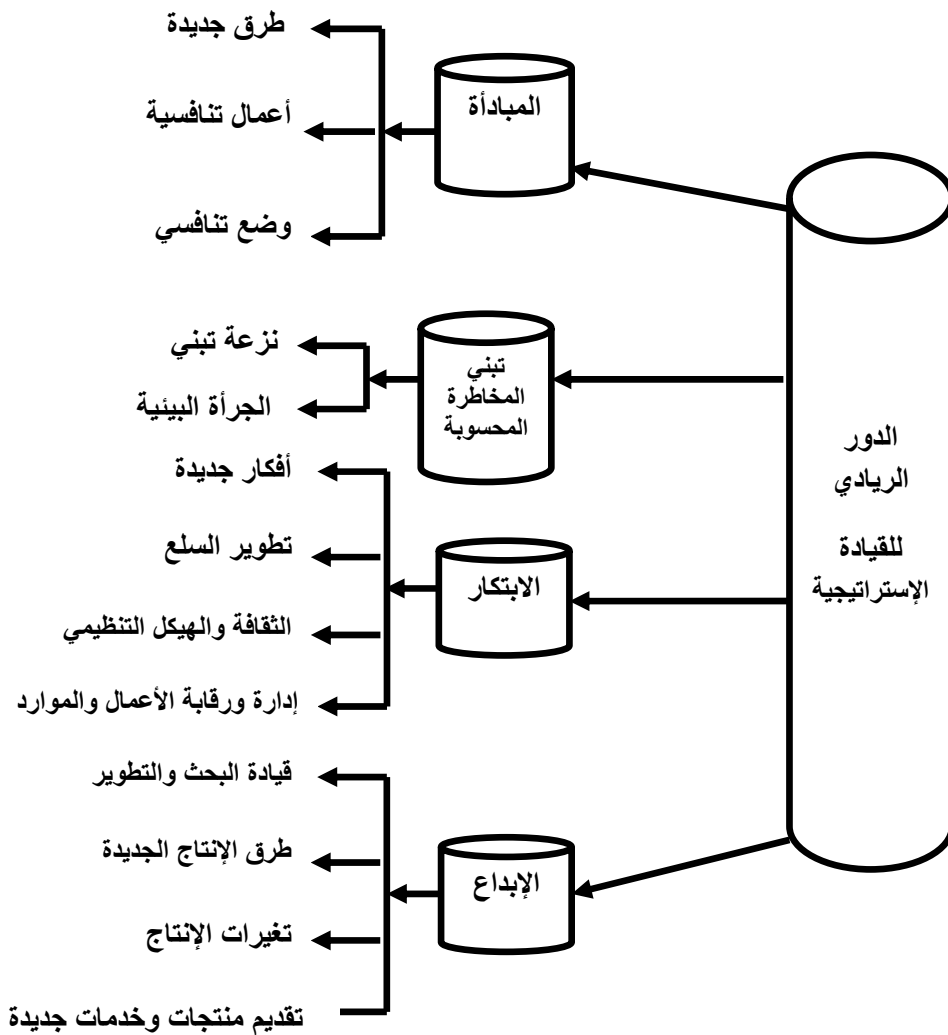 الدور
الريادي
للقيادة
الإستراتيجية
المبادأة
طرق جديدة
أعمال تنافسية
وضع تنافسي
تبني
المخاطرة
المحسوبة
نزعة تبني
الجرأة البيئية
الابتكار
أفكار جديدة
تطوير السلع
الثقافة والهيكل التنظيمي
إدارة ورقابة الأعمال والموارد
الإبداع
قيادة البحث والتطوير
طرق الإنتاج الجديدة
تغيرات الإنتاج
تقديم منتجات وخدمات جديدة